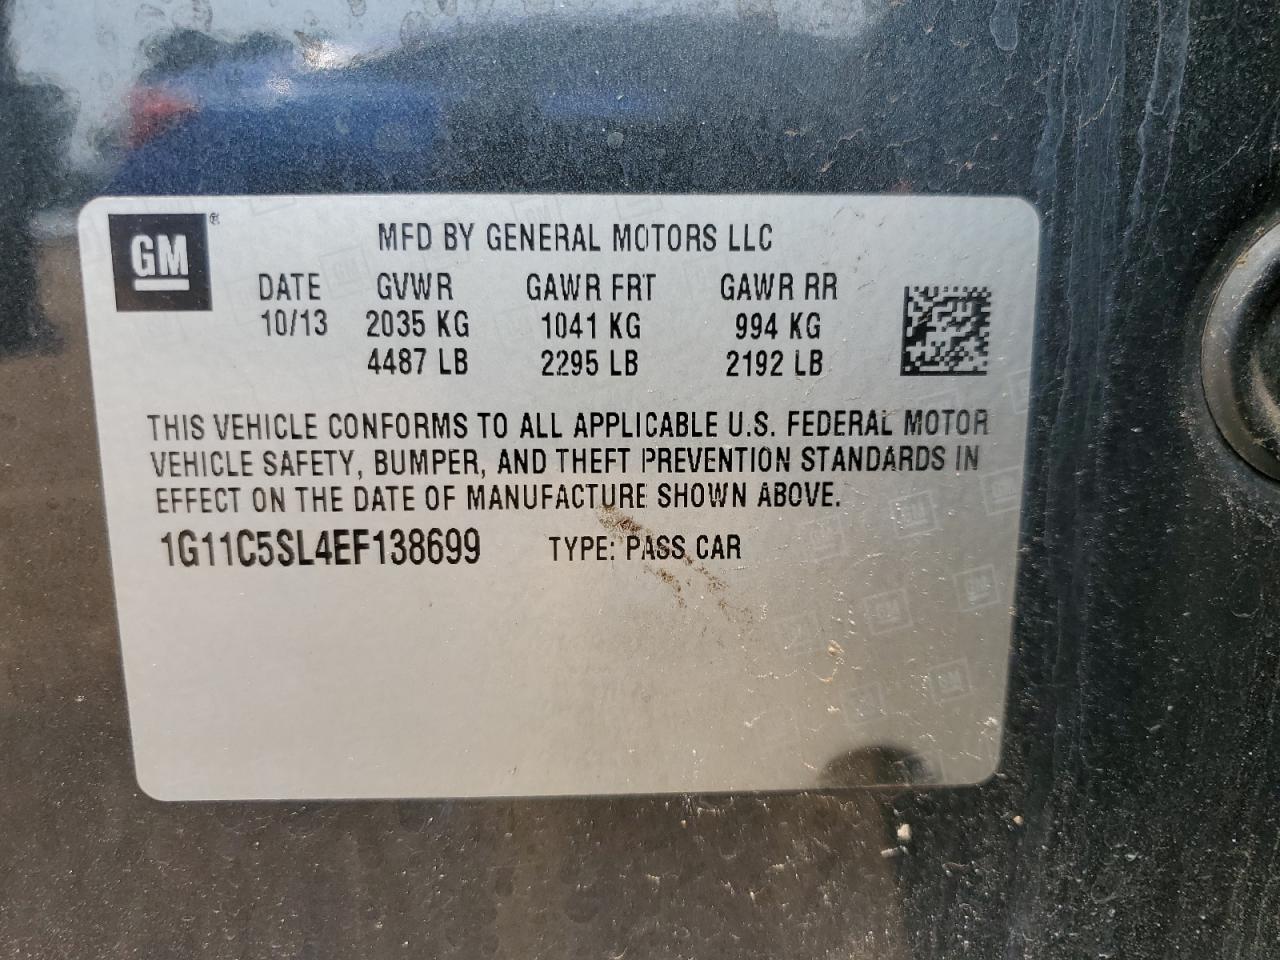 GM®
MFD BY GENERAL MOTORS LLC
DATE GVWR GAWR FRT GAWR RR
10/13 2035 KG 1041 KG 994 KG
4487 LB 2295 LB 2192 LB
THIS VEHICLE CONFORMS TO ALL APPLICABLE U.S. FEDERAL MOTOR
VEHICLE SAFETY, BUMPER, AND THEFT PREVENTION STANDARDS IN
EFFECT ON THE DATE OF MANUFACTURE SHOWN ABOVE.
1G11C5SL4EF138699 TYPE: PASS CAR